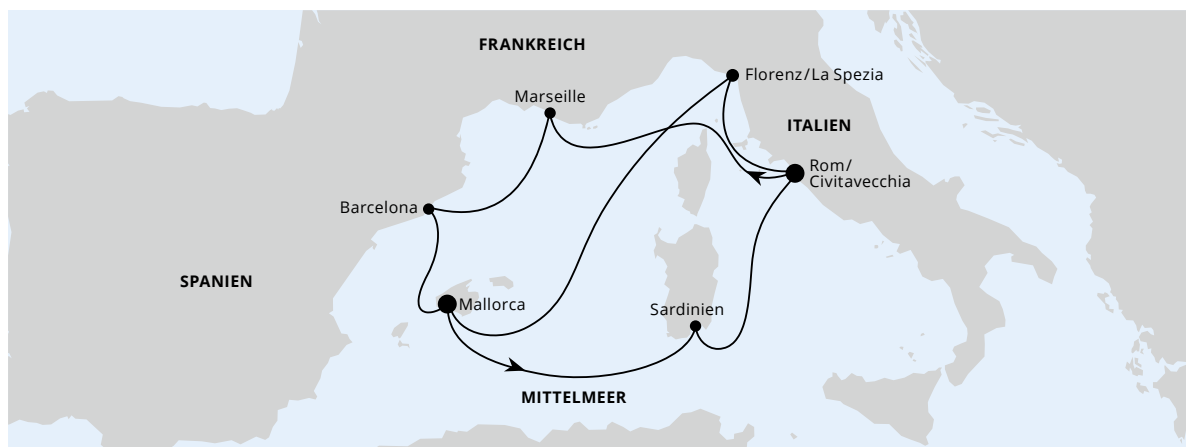 FRANKREICH
Florenz/La Spezia
Marseille
ITALIEN
Rom/
Civitavecchia
Barcelona
SPANIEN
Mallorca
Sardinien
MITTELMEER